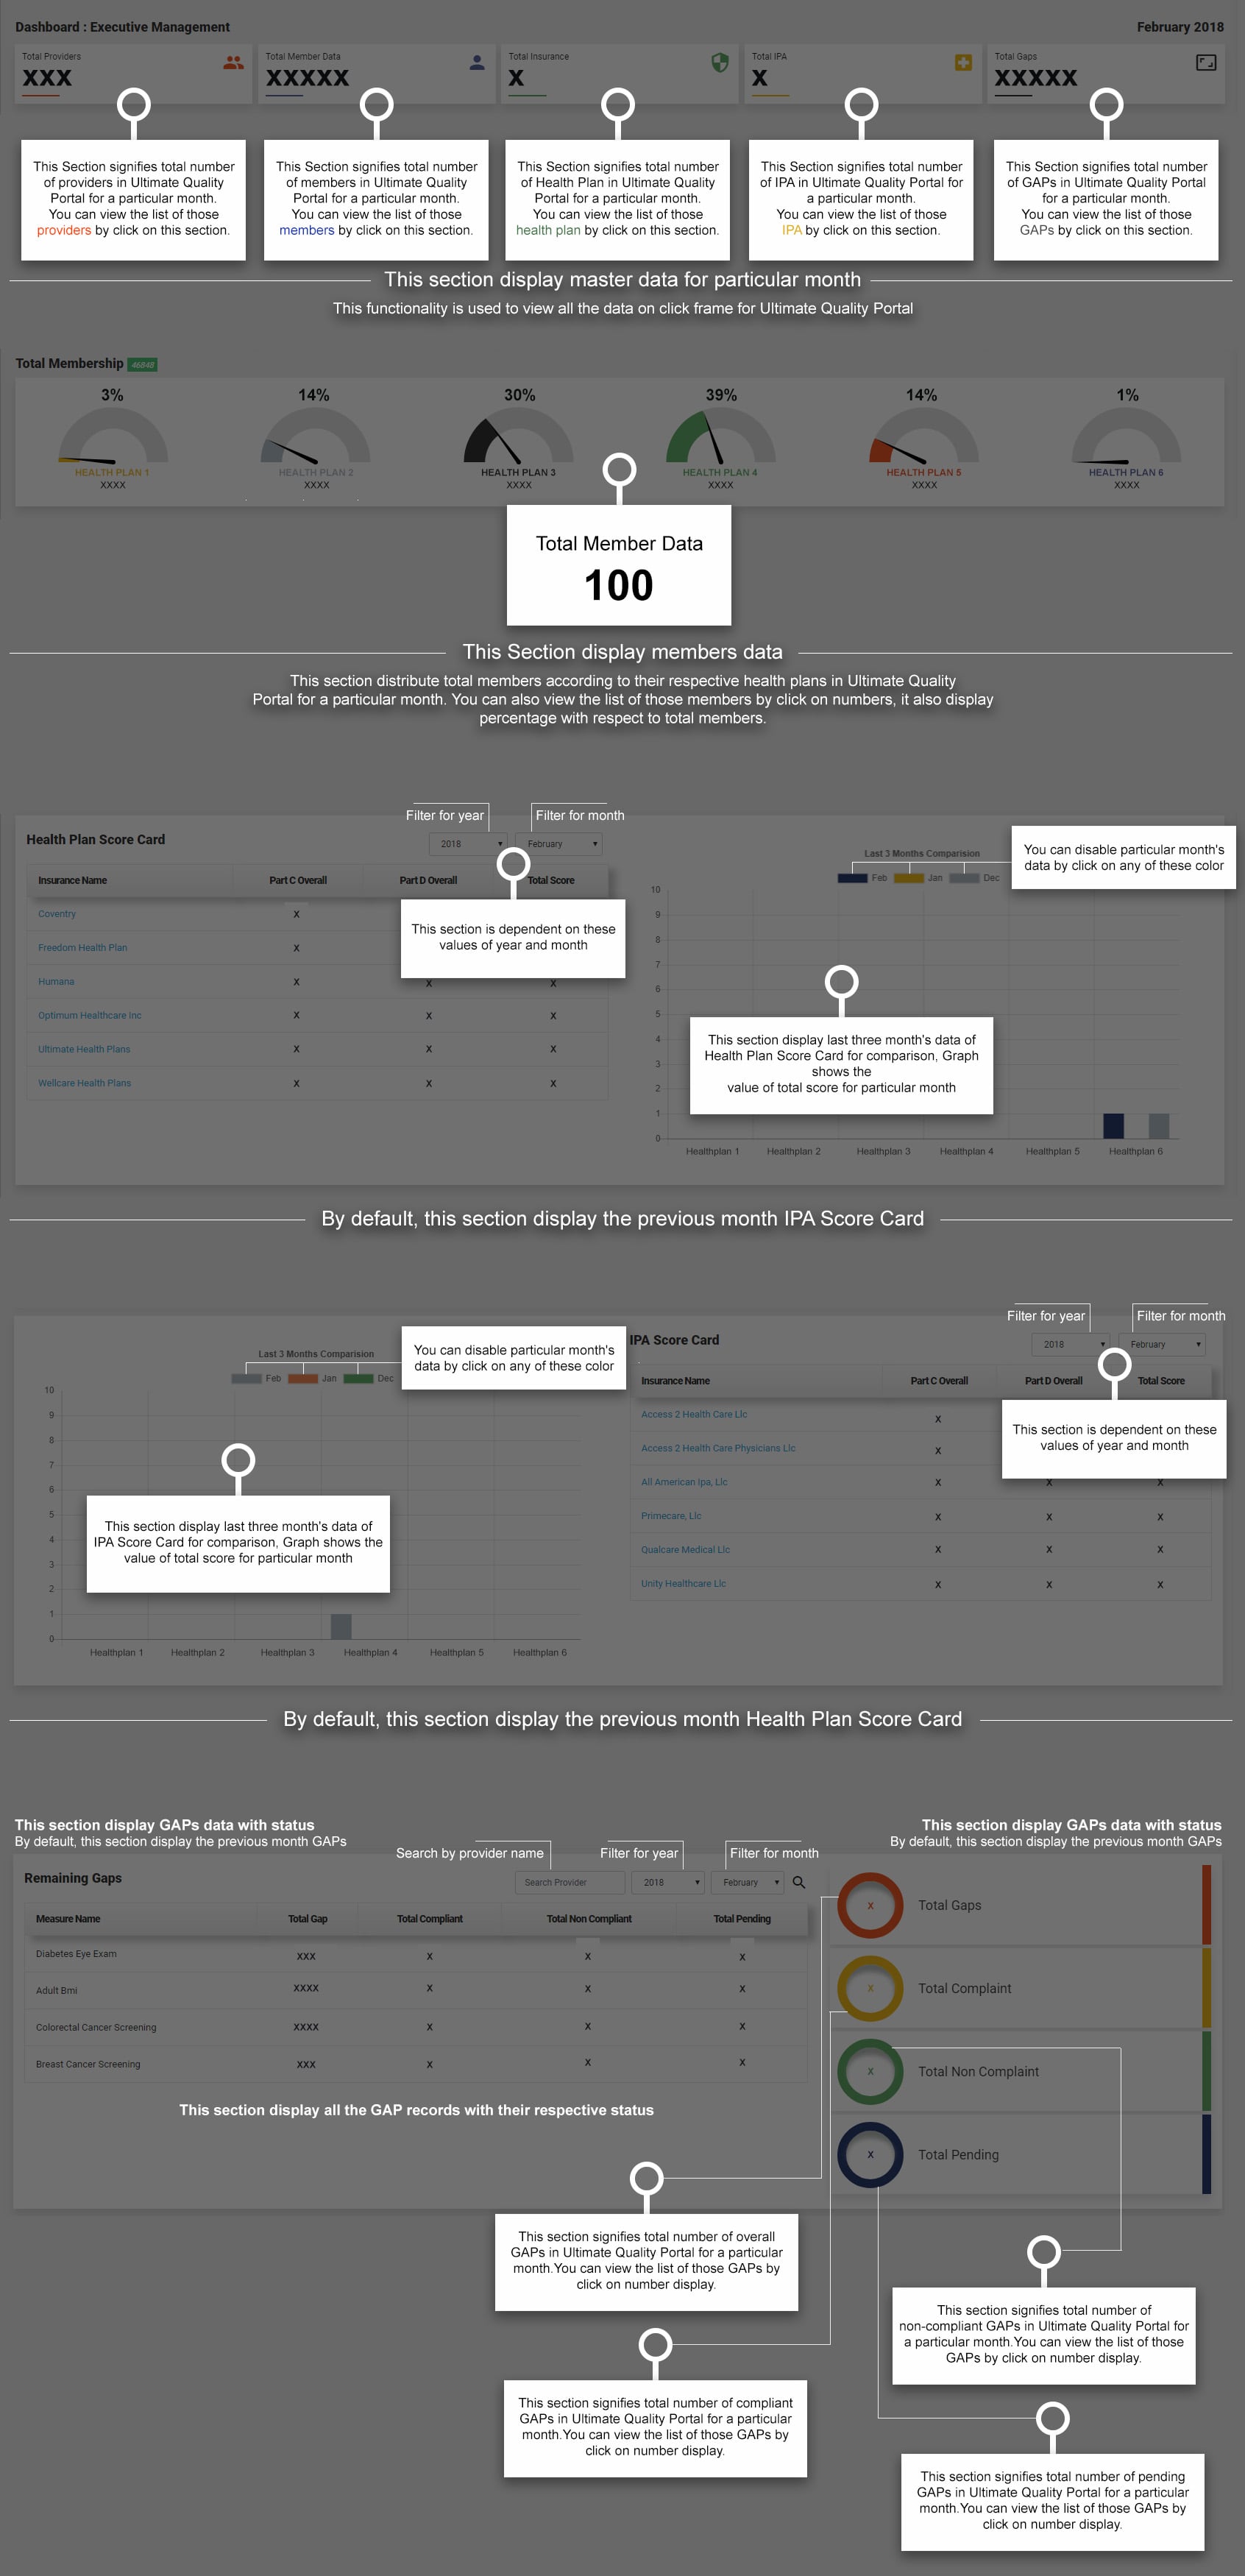 Dashboard : Executive Management
February 2018
Total Providers
XXX
Total Member Data
XXXXX
Total Insurance
X
Total IPA
X
Total Gaps
XXXXX
This Section signifies total number
of providers in Ultimate Quality
Portal for a particular month.
You can view the list of those
providers by click on this section.
This Section signifies total number
of members in Ultimate Quality
Portal for a particular month.
You can view the list of those
members by click on this section.
This Section signifies total number
of Health Plan in Ultimate Quality
Portal for a particular month.
You can view the list of those
health plan by click on this section.
This Section signifies total number
of IPA in Ultimate Quality Portal for
a particular month.
You can view the list of those
IPA by click on this section.
This Section signifies total number
of GAPs in Ultimate Quality Portal
for a particular month.
You can view the list of those
GAPs by click on this section.
This section display master data for particular month
This functionality is used to view all the data on click frame for Ultimate Quality Portal
Total Membership 46848
3%
HEALTH PLAN 1
XXXX
14%
HEALTH PLAN 2
XXXX
30%
HEALTH PLAN 3
XXXX
39%
HEALTH PLAN 4
XXXX
14%
HEALTH PLAN 5
XXXX
1%
HEALTH PLAN 6
XXXX
Total Member Data
100
This Section display members data
This section distribute total members according to their respective health plans in Ultimate Quality
Portal for a particular month. You can also view the list of those members by click on numbers, it also display
percentage with respect to total members.
Filter for year
Filter for month
Health Plan Score Card
2018
February
Insurance Name Part C Overall Part D Overall Total Score
Coventry X
Freedom Health Plan X
Humana X X X
Optimum Healthcare Inc X X X
Ultimate Health Plans X X X
Wellcare Health Plans X X X
This section is dependent on these
values of year and month
Last 3 Months Comparision
Feb Jan Dec
You can disable particular month's
data by click on any of these color
10
9
8
7
6
5
4
3
2
1
0
This section display last three month's data of
Health Plan Score Card for comparison, Graph
shows the
value of total score for particular month
Healthplan 1 Healthplan 2 Healthplan 3 Healthplan 4 Healthplan 5 Healthplan 6
By default, this section display the previous month IPA Score Card
Last 3 Months Comparision
Feb Jan Dec
You can disable particular month's
data by click on any of these color
10
9
8
7
6
5
4
3
2
1
0
This section display last three month's data of
IPA Score Card for comparison, Graph shows the
value of total score for particular month
Healthplan 1 Healthplan 2 Healthplan 3 Healthplan 4 Healthplan 5 Healthplan 6
Filter for year
Filter for month
IPA Score Card
2018
February
Insurance Name Part C Overall Part D Overall Total Score
Access 2 Health Care Llc X
Access 2 Health Care Physicians Llc X
All American Ipa, Llc X X X
Primecare, Llc X X X
Qualcare Medical Llc X X X
Unity Healthcare Llc X X X
This section is dependent on these
values of year and month
By default, this section display the previous month Health Plan Score Card
This section display GAPs data with status
By default, this section display the previous month GAPs
This section display GAPs data with status
By default, this section display the previous month GAPs
Search by provider name
Filter for year
Filter for month
Remaining Gaps
Search Provider
2018
February
Measure Name Total Gap Total Compliant Total Non Compliant Total Pending
Diabetes Eye Exam XXX X X X
Adult Bmi XXXX X X X
Colorectal Cancer Screening XXXX X X X
Breast Cancer Screening XXX X X X
This section display all the GAP records with their respective status
X Total Gaps
X Total Complaint
X Total Non Complaint
X Total Pending
This section signifies total number of overall
GAPs in Ultimate Quality Portal for a particular
month.You can view the list of those GAPs by
click on number display.
This section signifies total number of
non-compliant GAPs in Ultimate Quality Portal for
a particular month.You can view the list of those
GAPs by click on number display.
This section signifies total number of compliant
GAPs in Ultimate Quality Portal for a particular
month.You can view the list of those GAPs by
click on number display.
This section signifies total number of pending
GAPs in Ultimate Quality Portal for a particular
month.You can view the list of those GAPs by
click on number display.